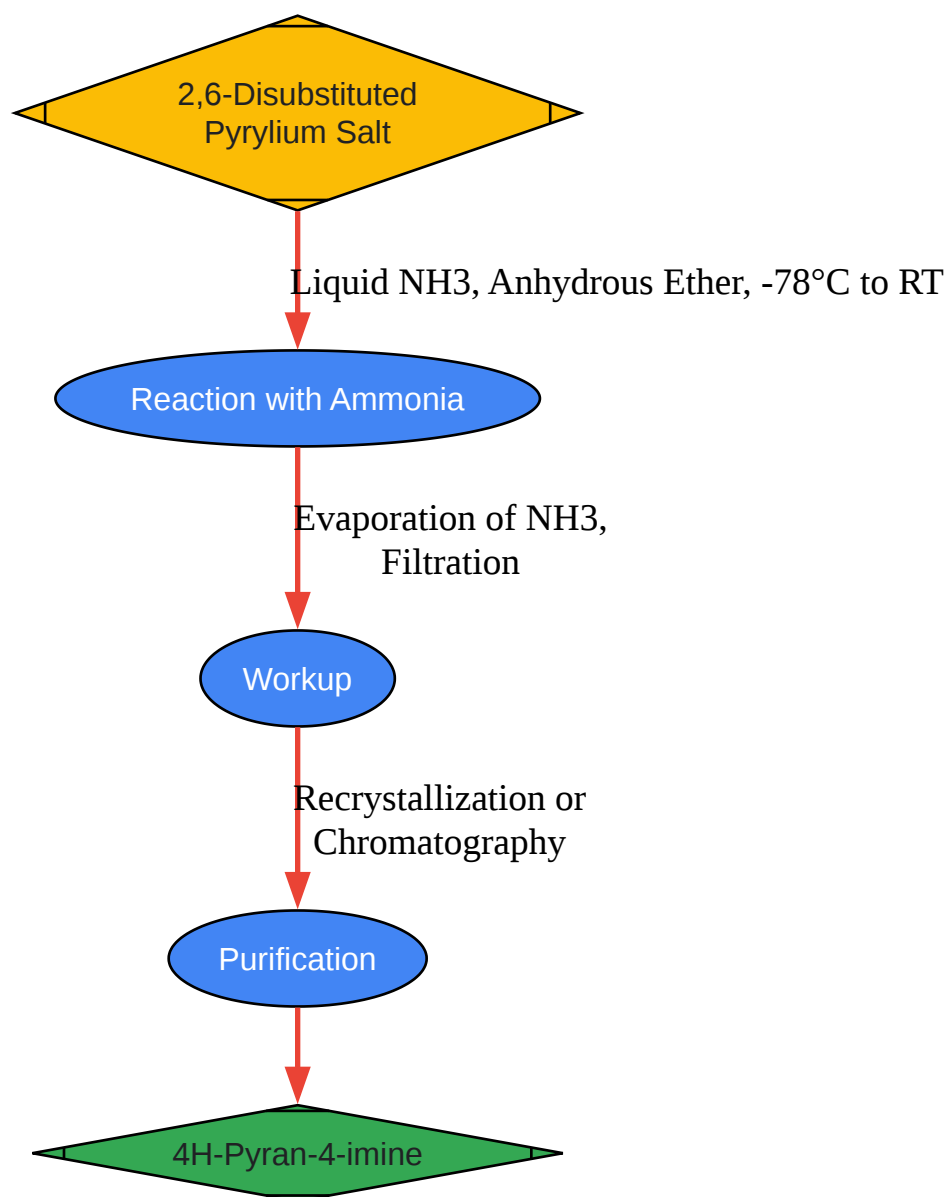 2,6-Disubstituted
Pyrylium Salt
Liquid NH3, Anhydrous Ether, -78°C to RT
Reaction with Ammonia
Evaporation of NH3,
Filtration
Workup
Recrystallization or
Chromatography
Purification
4H-Pyran-4-imine